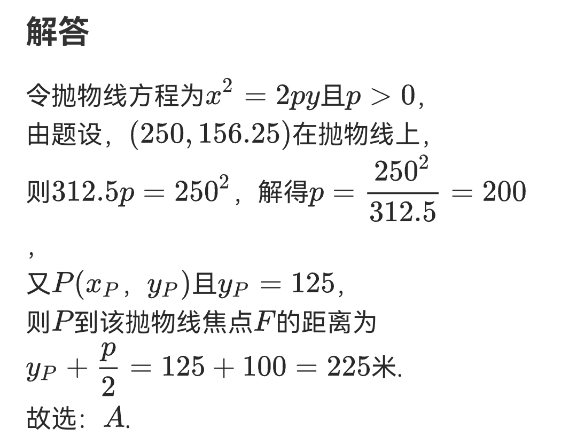 解答
令抛物线方程为$x^2 = 2py$且$p > 0$,
由题设，$(250, 156.25)$在抛物线上，
则$312.5p = 250^2$，解得$p = \dfrac{250^2}{312.5} = 200$
，
又$P(x_P，y_P)$且$y_P = 125$，
则$P$到该抛物线焦点$F$的距离为
$y_P + \dfrac{p}{2} = 125 + 100 = 225$米.
故选：$A$.